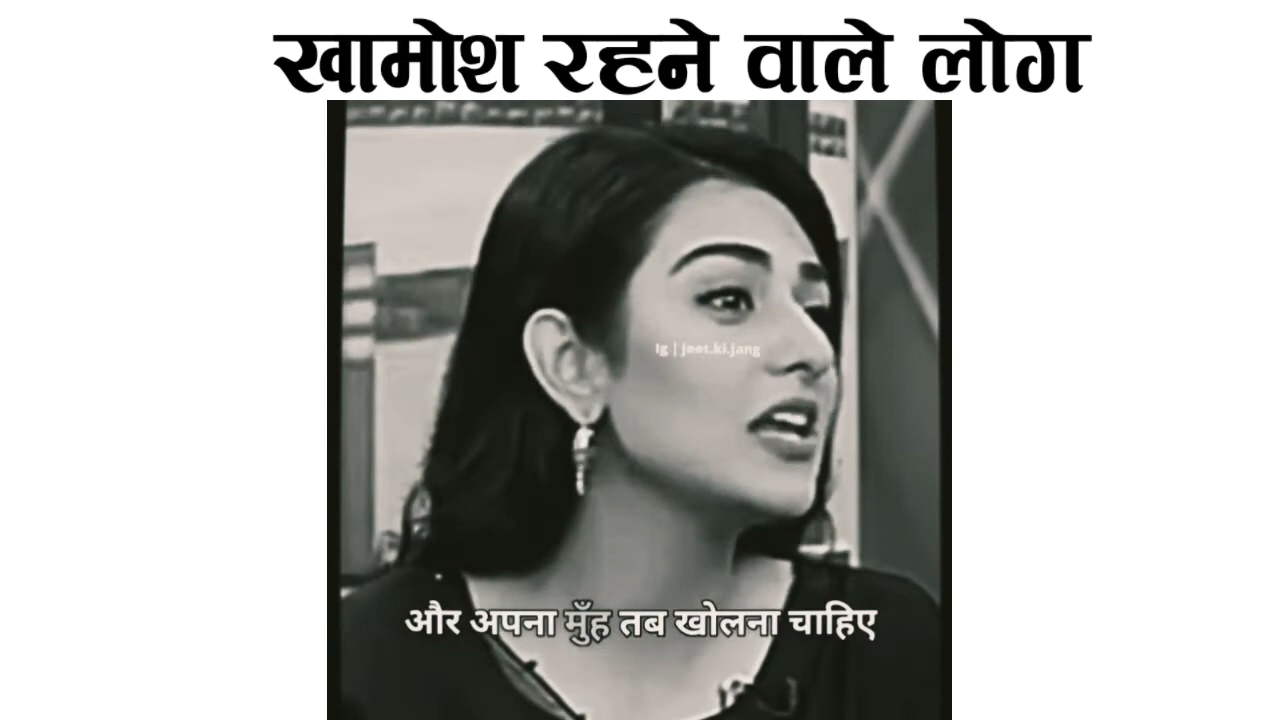 खामोश रहने वाले लोग
Ig | jeet.ki.jang
और अपना मुँह तब खोलना चाहिए